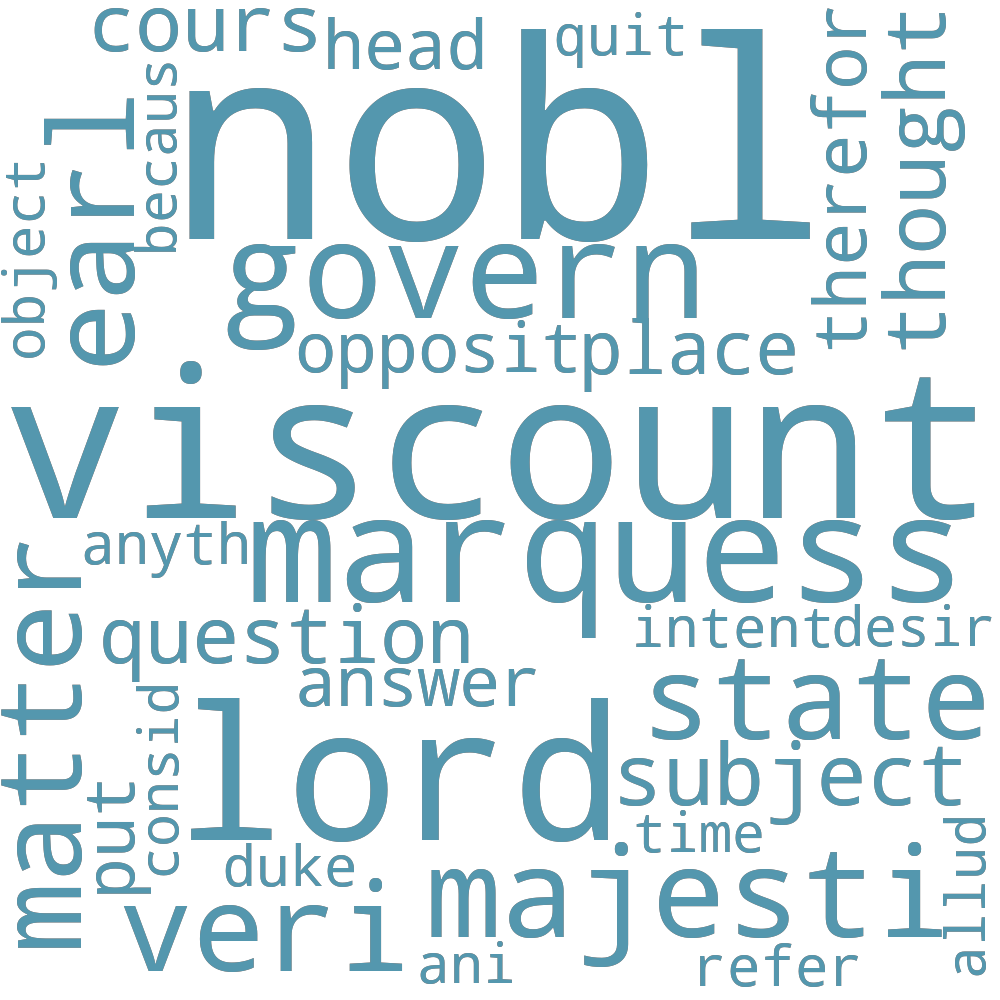 cours
head
quit
nobl
therefor
thought
becaus
earl
object
govern
opposit
place
viscount
marquess
anyth
matter
question
intent
desir
answer
state
lord
consid
put
subject
time
allud
duke
majesti
veri
ani
refer